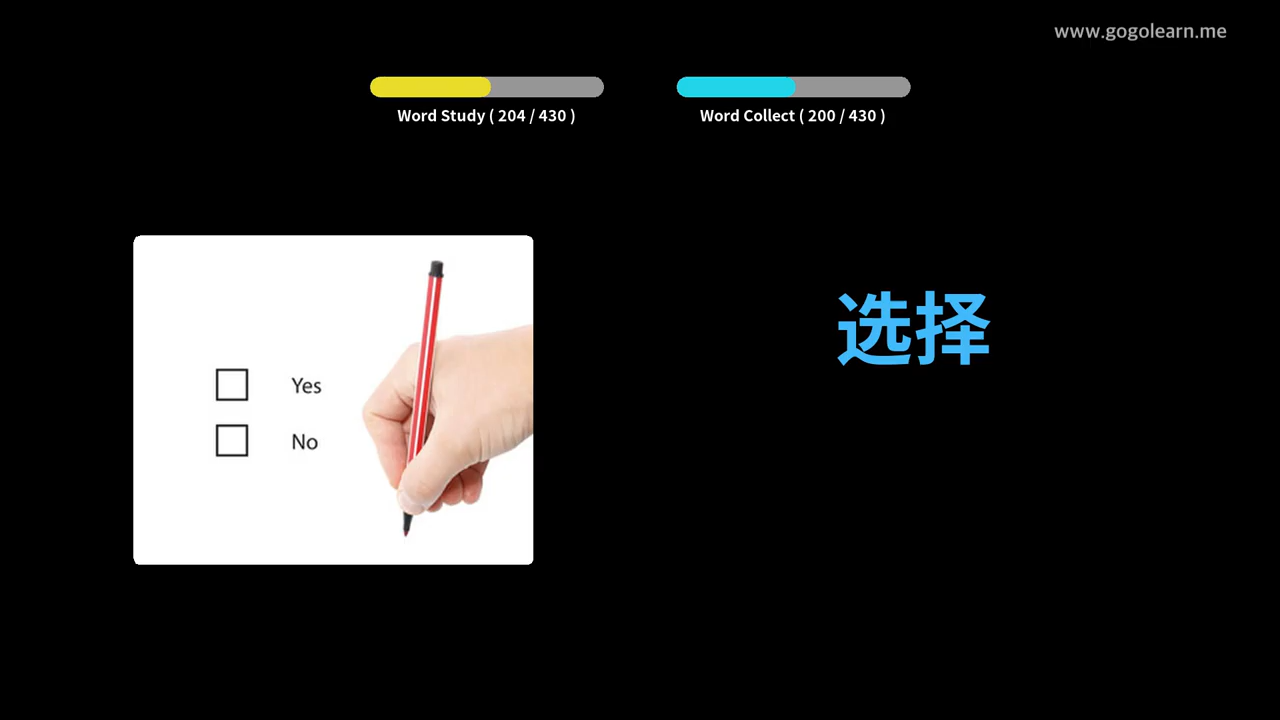 www.gogolearn.me
Word Study ( 204 / 430 )
Word Collect ( 200 / 430 )
选择
Yes
No